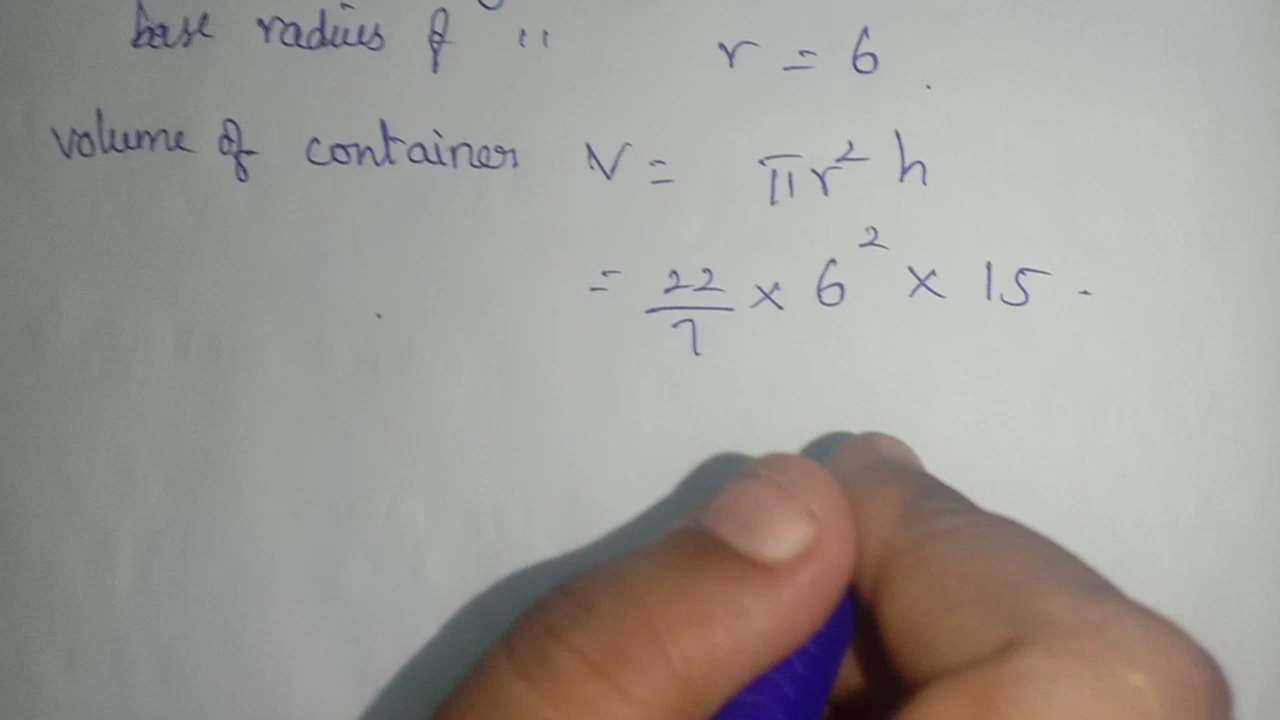 base radius of " r = 6
volume of container V = πr² h
= 22/7 × 6² × 15